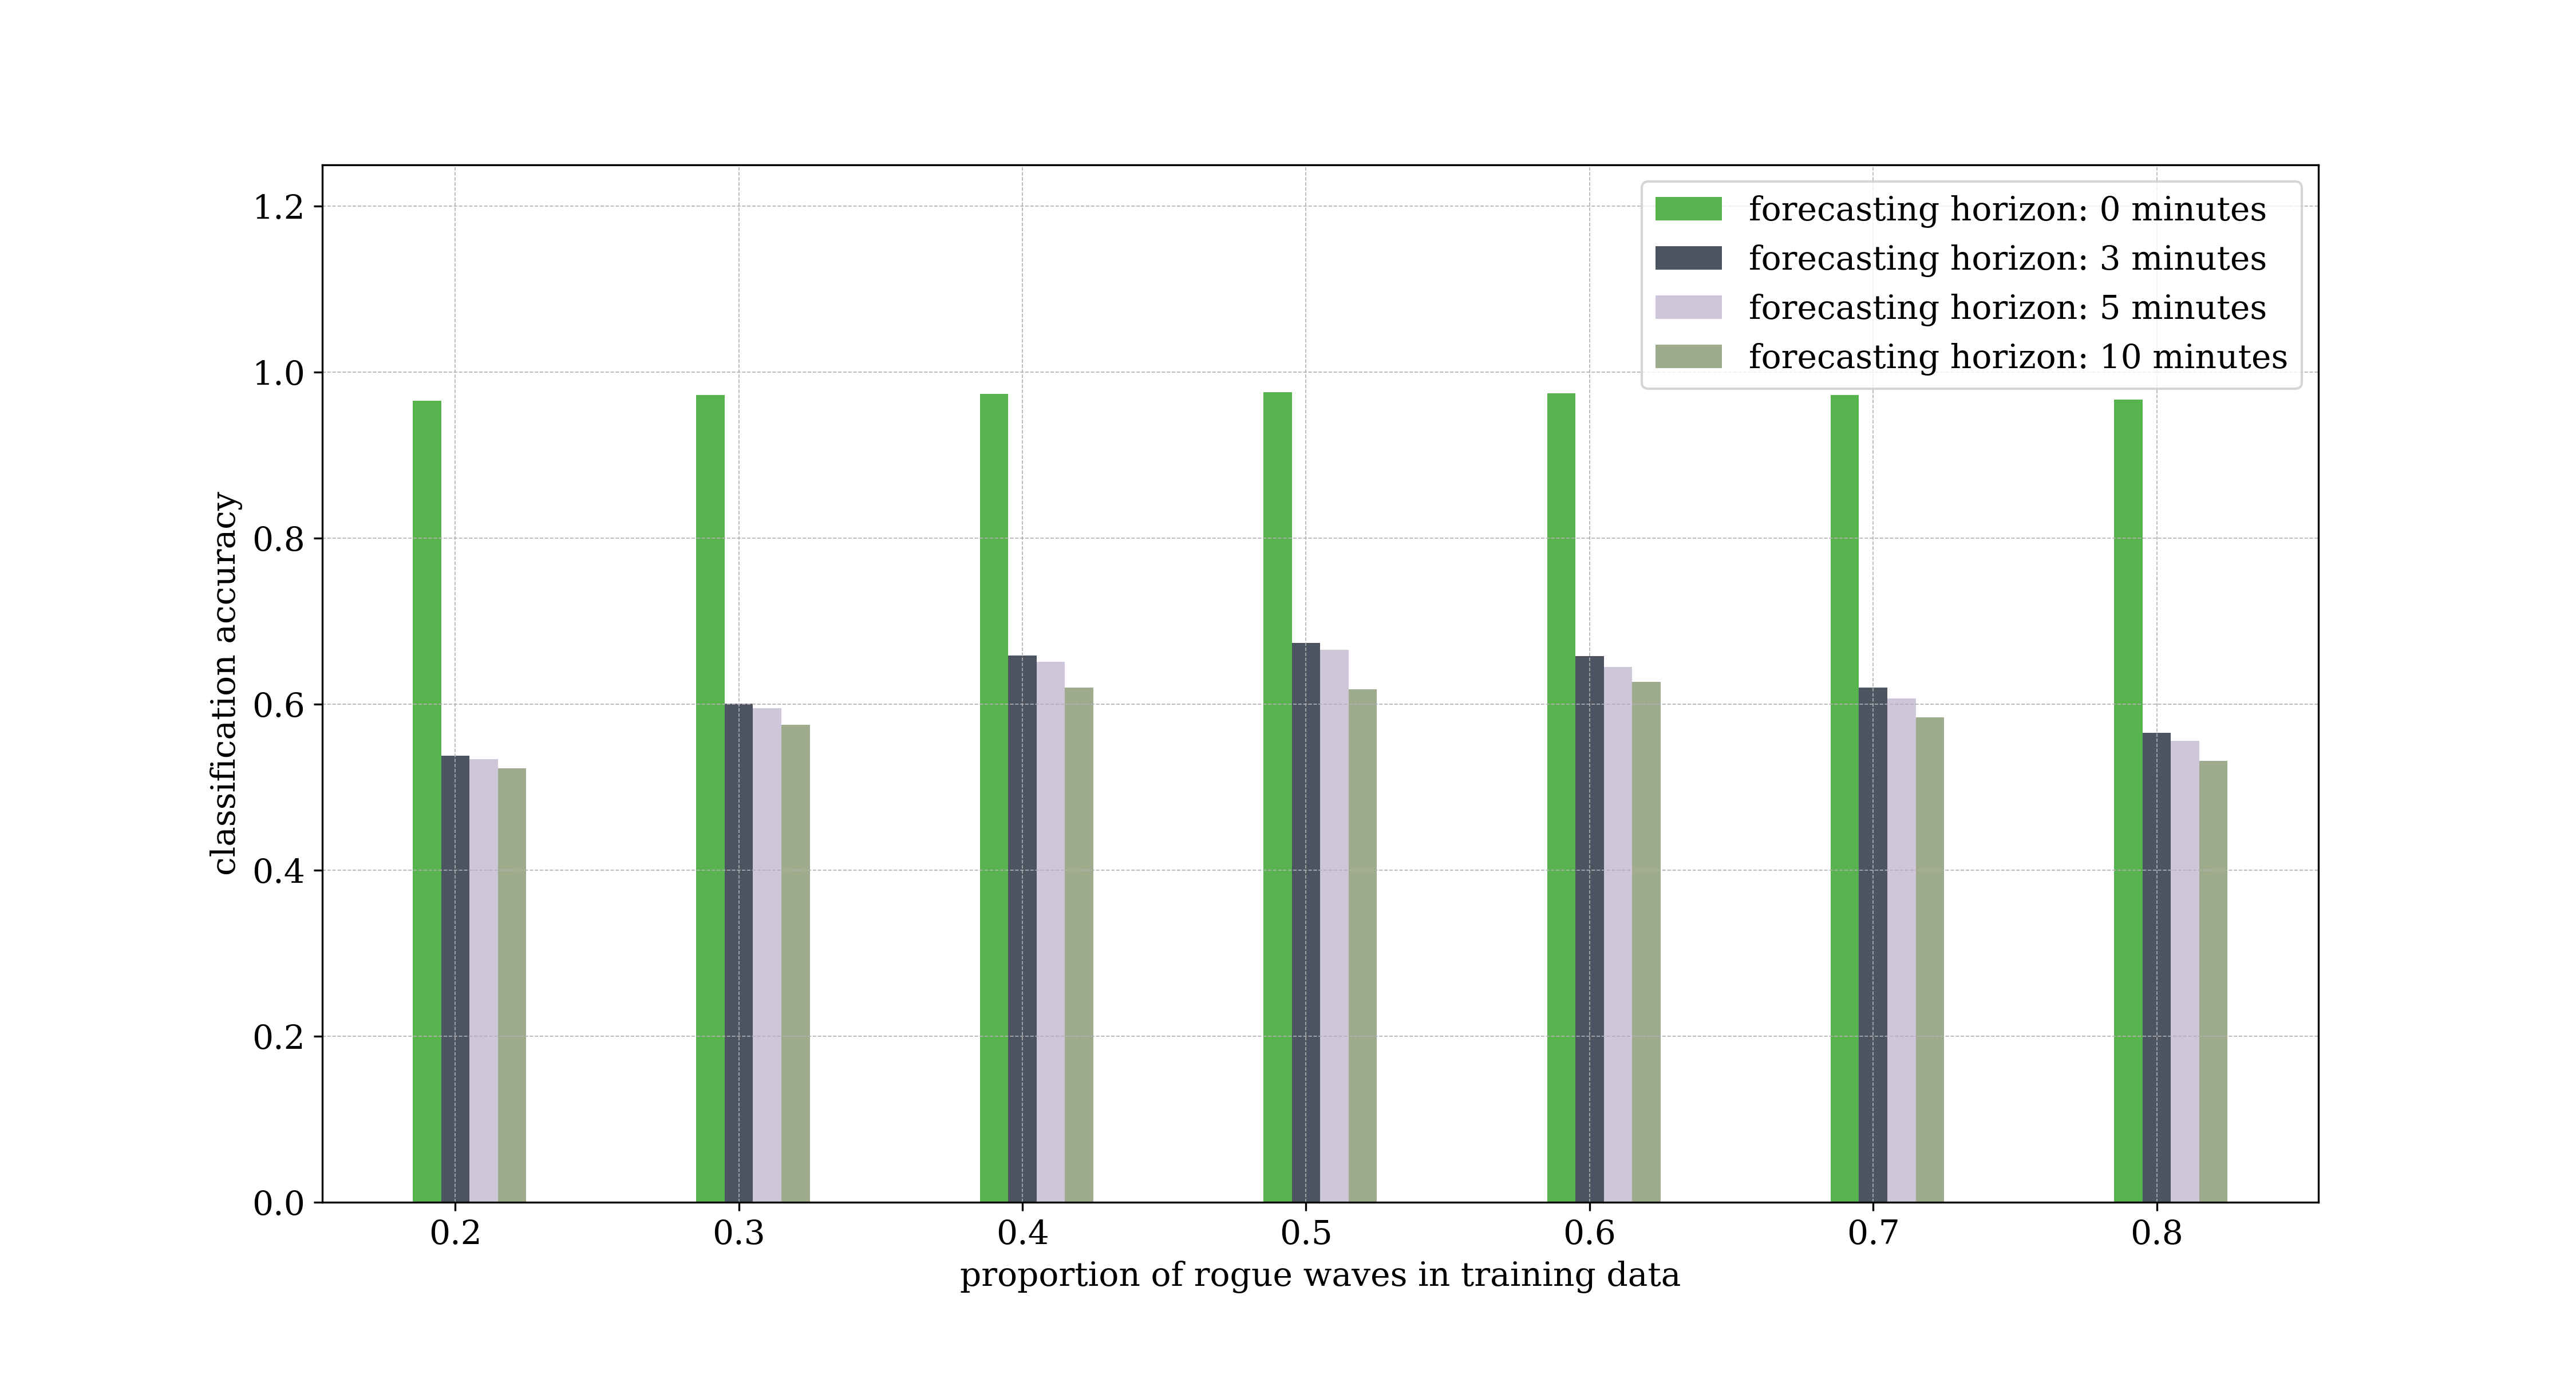 forecasting horizon: 0 minutes
forecasting horizon: 3 minutes
forecasting horizon: 5 minutes
forecasting horizon: 10 minutes
1.2
1.0
0.8
0.6
0.4
0.2
0.0
classification accuracy
0.2 0.3 0.4 0.5 0.6 0.7 0.8
proportion of rogue waves in training data